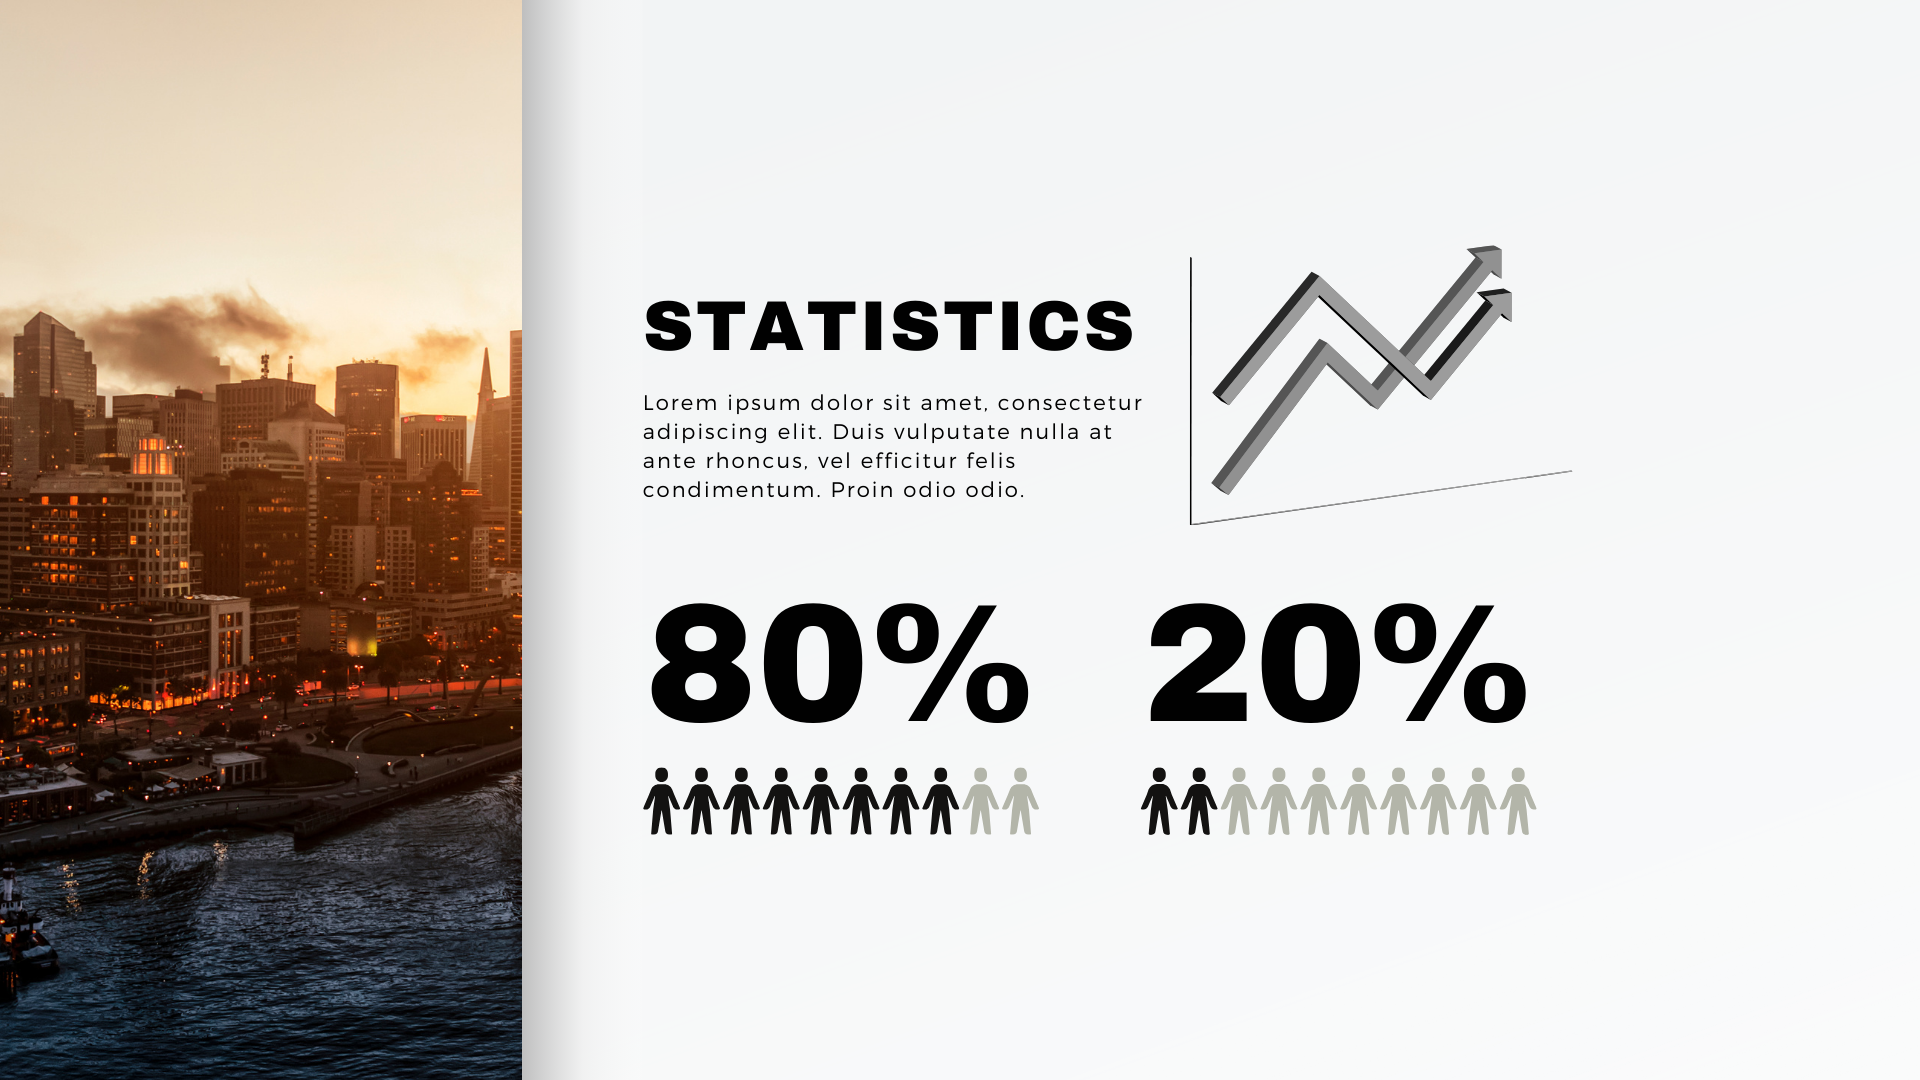 STATISTICS
Lorem ipsum dolor sit amet, consectetur
adipiscing elit. Duis vulputate nulla at
ante rhoncus, vel efficitur felis
condimentum. Proin odio odio.
80%
20%